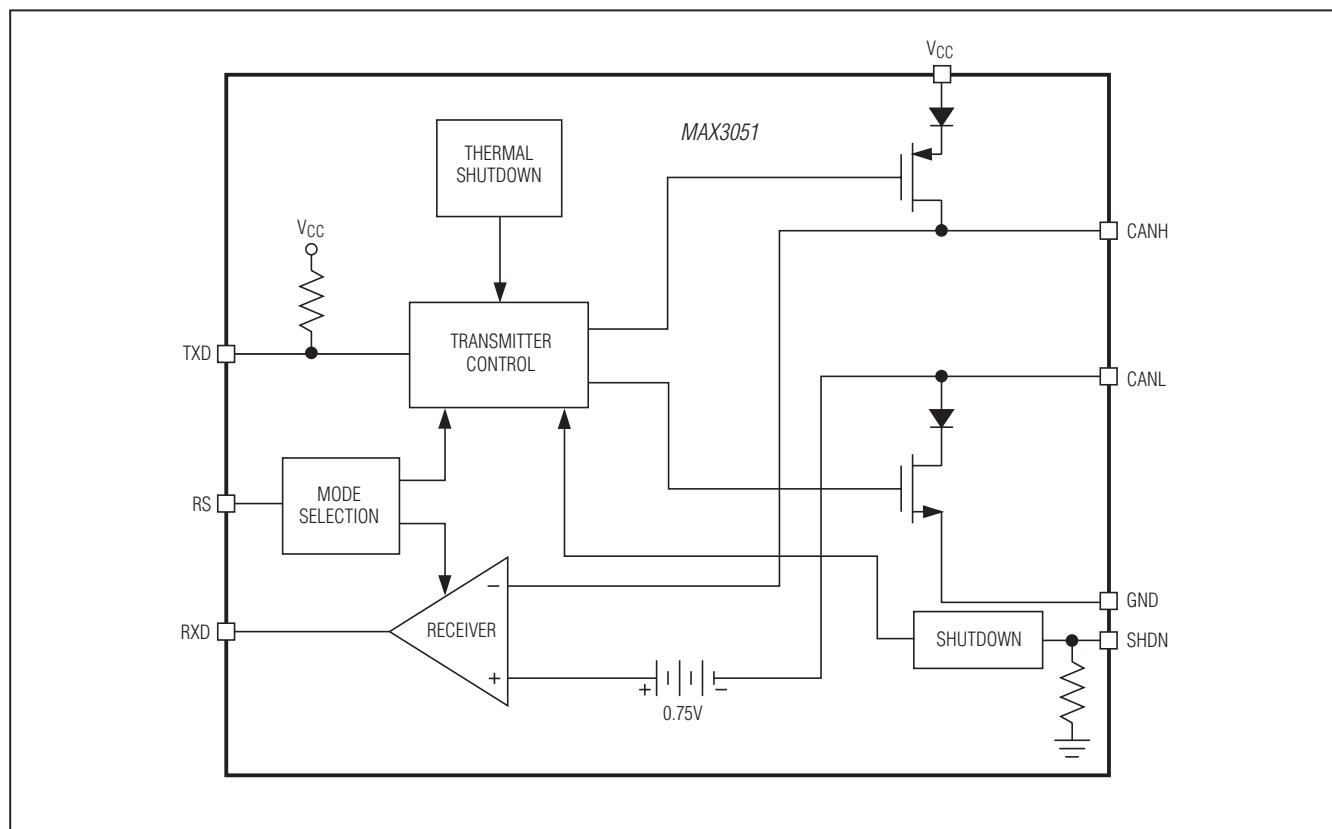 VCC
MAX3051
THERMAL
SHUTDOWN
VCC
CANH
TXD
TRANSMITTER
CONTROL
CANL
RS
MODE
SELECTION
−
GND
RXD
RECEIVER
SHUTDOWN
SHDN
+
+
−
0.75V